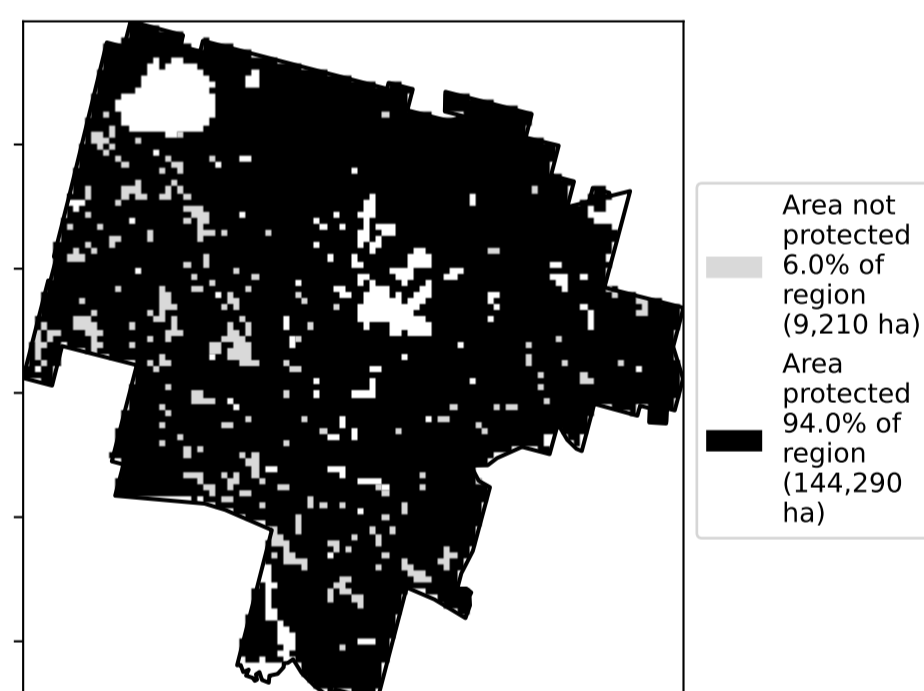 Area not
protected
6.0% of
region
(9,210 ha)
Area
protected
94.0% of
region
(144,290
ha)